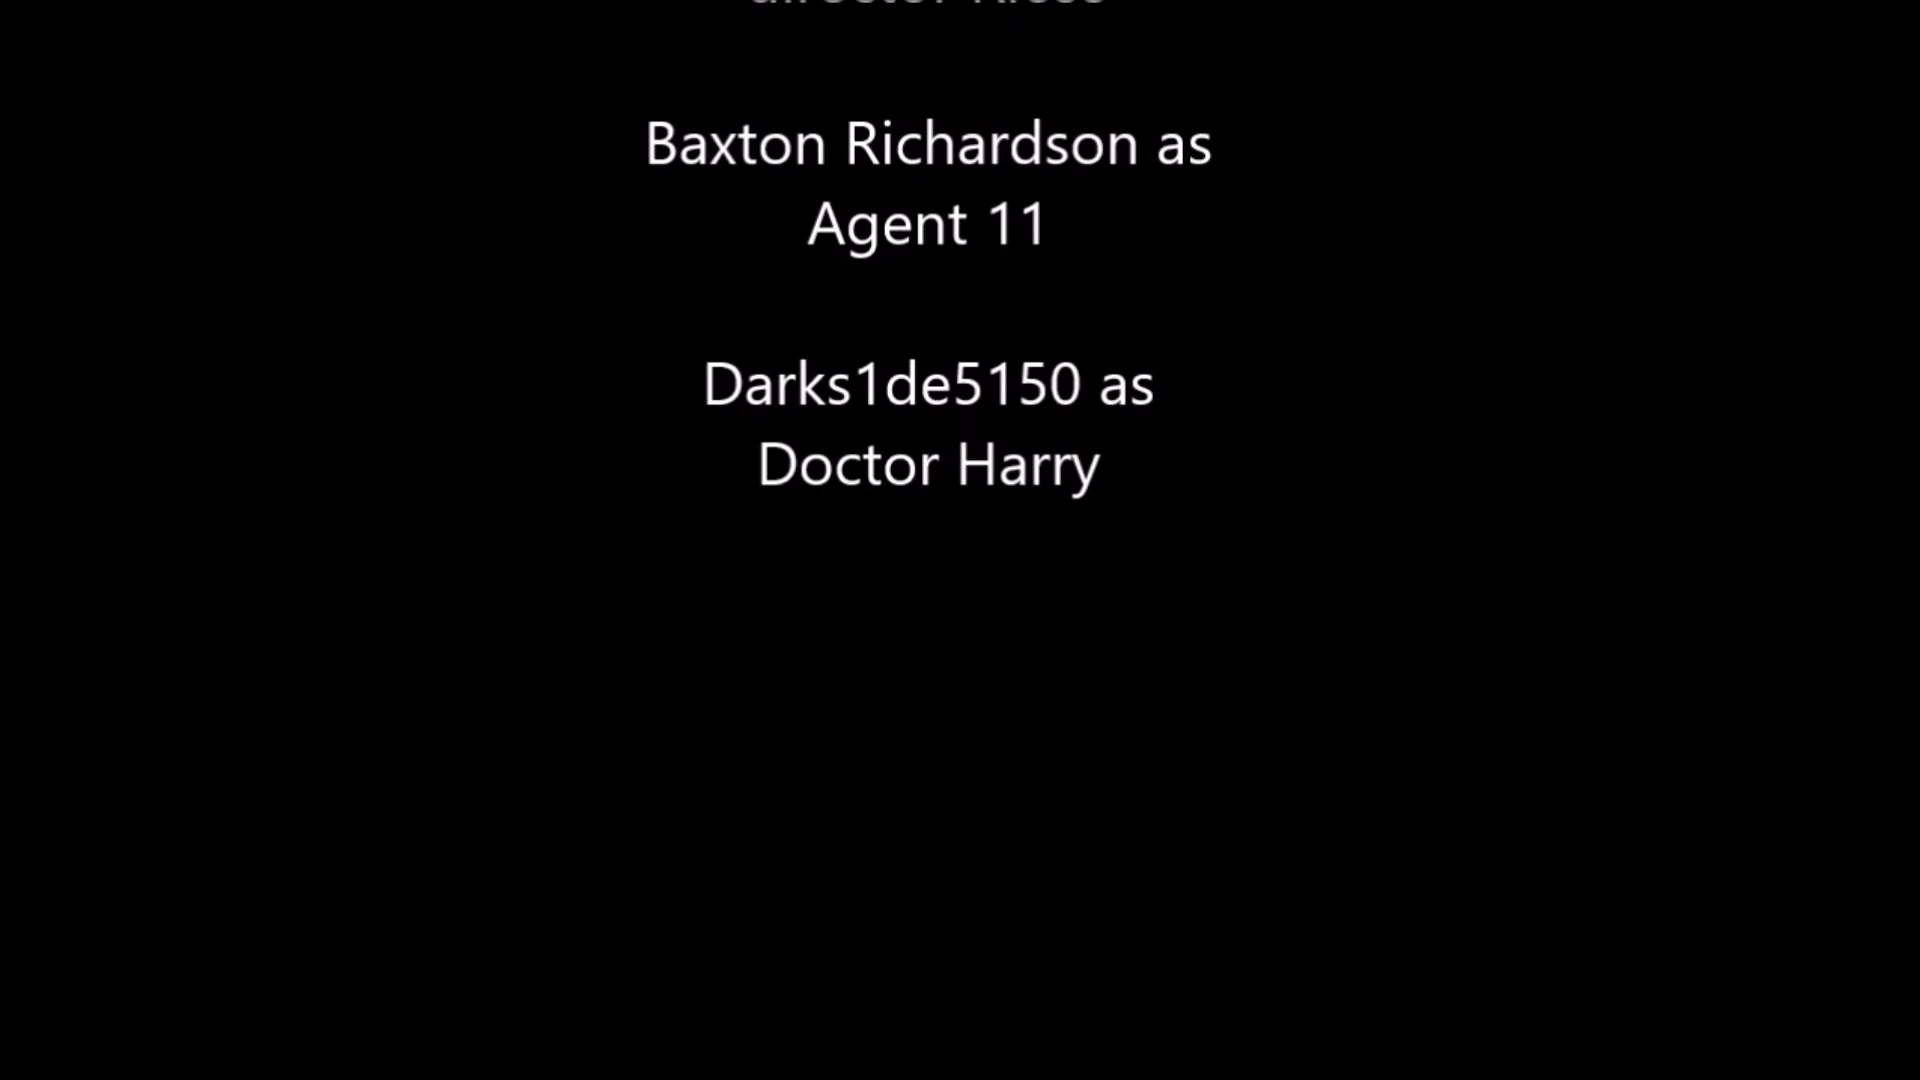 Baxton Richardson as
Agent 11
Darks1de5150 as
Doctor Harry